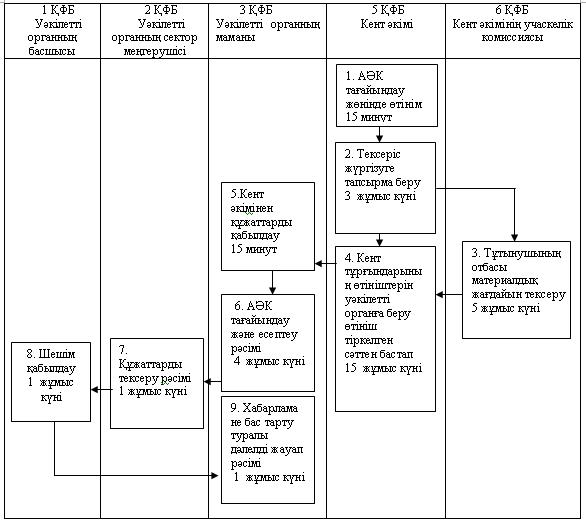 1 ҚФБ
Уәкілетті
органның
басшысы
2 ҚФБ
Уәкілетті
органның сектор
меңгерушісі
3 ҚФБ
Уәкілетті органның
маманы
5 ҚФБ
Кент әкімі
6 ҚФБ
Кент әкімінің учаскелік
комиссиясы
1. АӘК
тағайындау
жөнінде өтінім
15 минут
2. Тексеріс
жүргізуге
тапсырма беру
3 жұмыс күні
3. Тұтынушының
отбасы
материалдық
жағдайын тексеру
5 жұмыс күні
4. Кент
тұрғындарының
ң өтініштерін
уәкілетті
органға беру
өтініш
тіркелген
сәттен бастап
15 жұмыс күні
5.Кент
әкімінен
құжаттарды
қабылдау
15 минут
6. АӘК
тағайындау
және есептеу
рәсімі
4 жұмыс күні
7.
Құжаттарды
тексеру рәсімі
1 жұмыс күні
8. Шешім
қабылдау
1 жұмыс
күні
9. Хабарлама
не бас тарту
туралы
дәлелді жауап
рәсімі
1 жұмыс күні